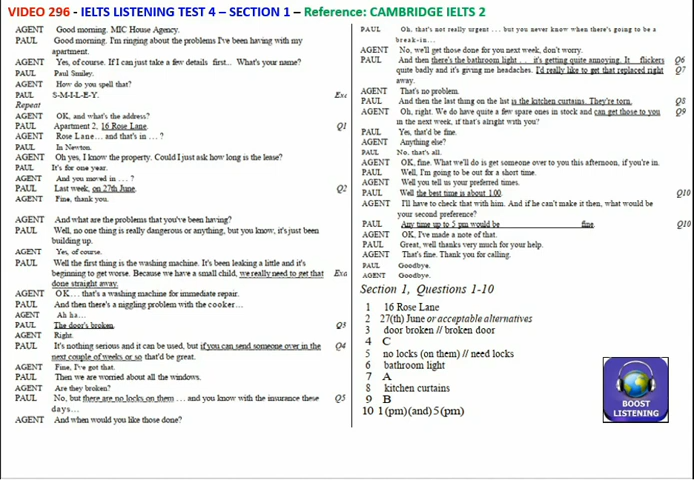 VIDEO 296 - IELTS LISTENING TEST 4 – SECTION 1 – Reference: CAMBRIDGE IELTS 2
AGENT Good morning. MIC House Agency.
PAUL Good morning. I'm ringing about the problems I've been having with my
apartment.
AGENT Yes, of course. If I can just take a few details first... What's your name?
PAUL Paul Smiley.
AGENT How do you spell that?
PAUL S-M-I-L-E-Y. Exa
Repeat
AGENT OK, and what's the address?
PAUL Apartment 2, 16 Rose Lane. Q1
AGENT Rose Lane... and that's in ... ?
PAUL In Newton.
AGENT Oh yes, I know the property. Could I just ask how long is the lease?
PAUL It's for one year.
AGENT And you moved in ... ?
PAUL Last week, on 27th June. Q2
AGENT Fine, thank you.
AGENT And what are the problems that you've been having?
PAUL Well, no one thing is really dangerous or anything, but you know, it's just been
building up.
AGENT Yes, of course.
PAUL Well the first thing is the washing machine. It's been leaking a little and it's
beginning to get worse. Because we have a small child, we really need to get that Exa
done straight away.
AGENT OK... that's a washing machine for immediate repair.
PAUL And then there's a niggling problem with the cooker...
AGENT Ah ha...
PAUL The door's broken. Q3
AGENT Right.
PAUL It's nothing serious and it can be used, but if you can send someone over in the Q4
next couple of weeks or so that'd be great.
AGENT Fine, I've got that.
PAUL Then we are worried about all the windows.
AGENT Are they broken?
PAUL No, but there are no locks on them ... and you know with the insurance these Q5
days...
AGENT And when would you like those done?
PAUL Oh, that's not really urgent ... but you never know when there's going to be a
break-in...
AGENT No, we'll get those done for you next week, don't worry.
PAUL And then there's the bathroom light . . . it's getting quite annoying. It flickers Q6
quite badly and it's giving me headaches. I'd really like to get that replaced right Q7
away.
AGENT That's no problem.
PAUL And then the last thing on the list is the kitchen curtains. They're torn. Q8
AGENT Oh, right. We do have quite a few spare ones in stock and can get those to you Q9
in the next week, if that's alright with you?
PAUL Yes, that'd be fine.
AGENT Anything else?
PAUL No, that's all.
AGENT OK, fine. What we'll do is get someone over to you this afternoon, if you're in.
PAUL Well, I'm going to be out for a short time.
AGENT Well you tell us your preferred times.
PAUL Well the best time is about 1.00. Q10
AGENT I'll have to check that with him. And if he can't make it then, what would be
your second preference?
PAUL Any time up to 5 pm would be fine. Q10
AGENT OK, I've made a note of that.
PAUL Great, well thanks very much for your help.
AGENT That's fine. Thank you for calling.
PAUL Goodbye.
AGENT Goodbye.
Section 1, Questions 1-10
1 16 Rose Lane
2 27(th) June or acceptable alternatives
3 door broken // broken door
4 C
5 no locks (on them) // need locks
6 bathroom light
7 A
8 kitchen curtains
9 B
10 1(pm)(and)5(pm)
BOOST
LISTENING